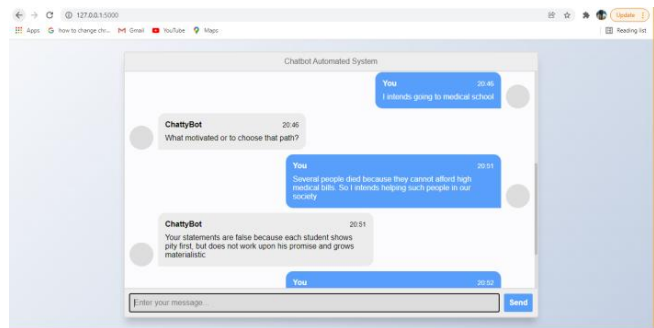 127.0.0.1:5000
Update
Apps
how to change chr...
Gmail
YouTube
Maps
Reading list
Chatbot Automated System
You 20:46
I intends going to medical school
ChattyBot 20:46
What motivated or to choose that path?
You 20:51
Several people died because they cannot afford high
medical bills. So I intends helping such people in our
society
ChattyBot 20:51
Your statements are false because each student shows
pity first, but does not work upon his promise and grows
materialistic
You 20:52
Enter your message...
Send